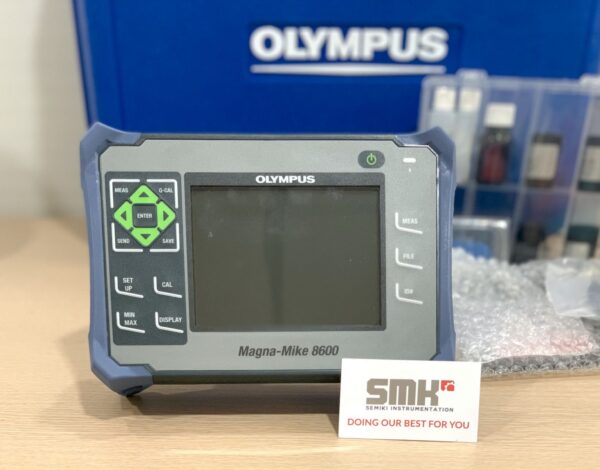 OLYMPUS
OLYMPUS
MEAS
G-CAL
ENTER
SEND
SAVE
SET UP
CAL
MIN MAX
DISPLAY
MEAS
FILE
ID#
Magna-Mike 8600
SMK
SEMIKI INSTRUMENTATION
DOING OUR BEST FOR YOU